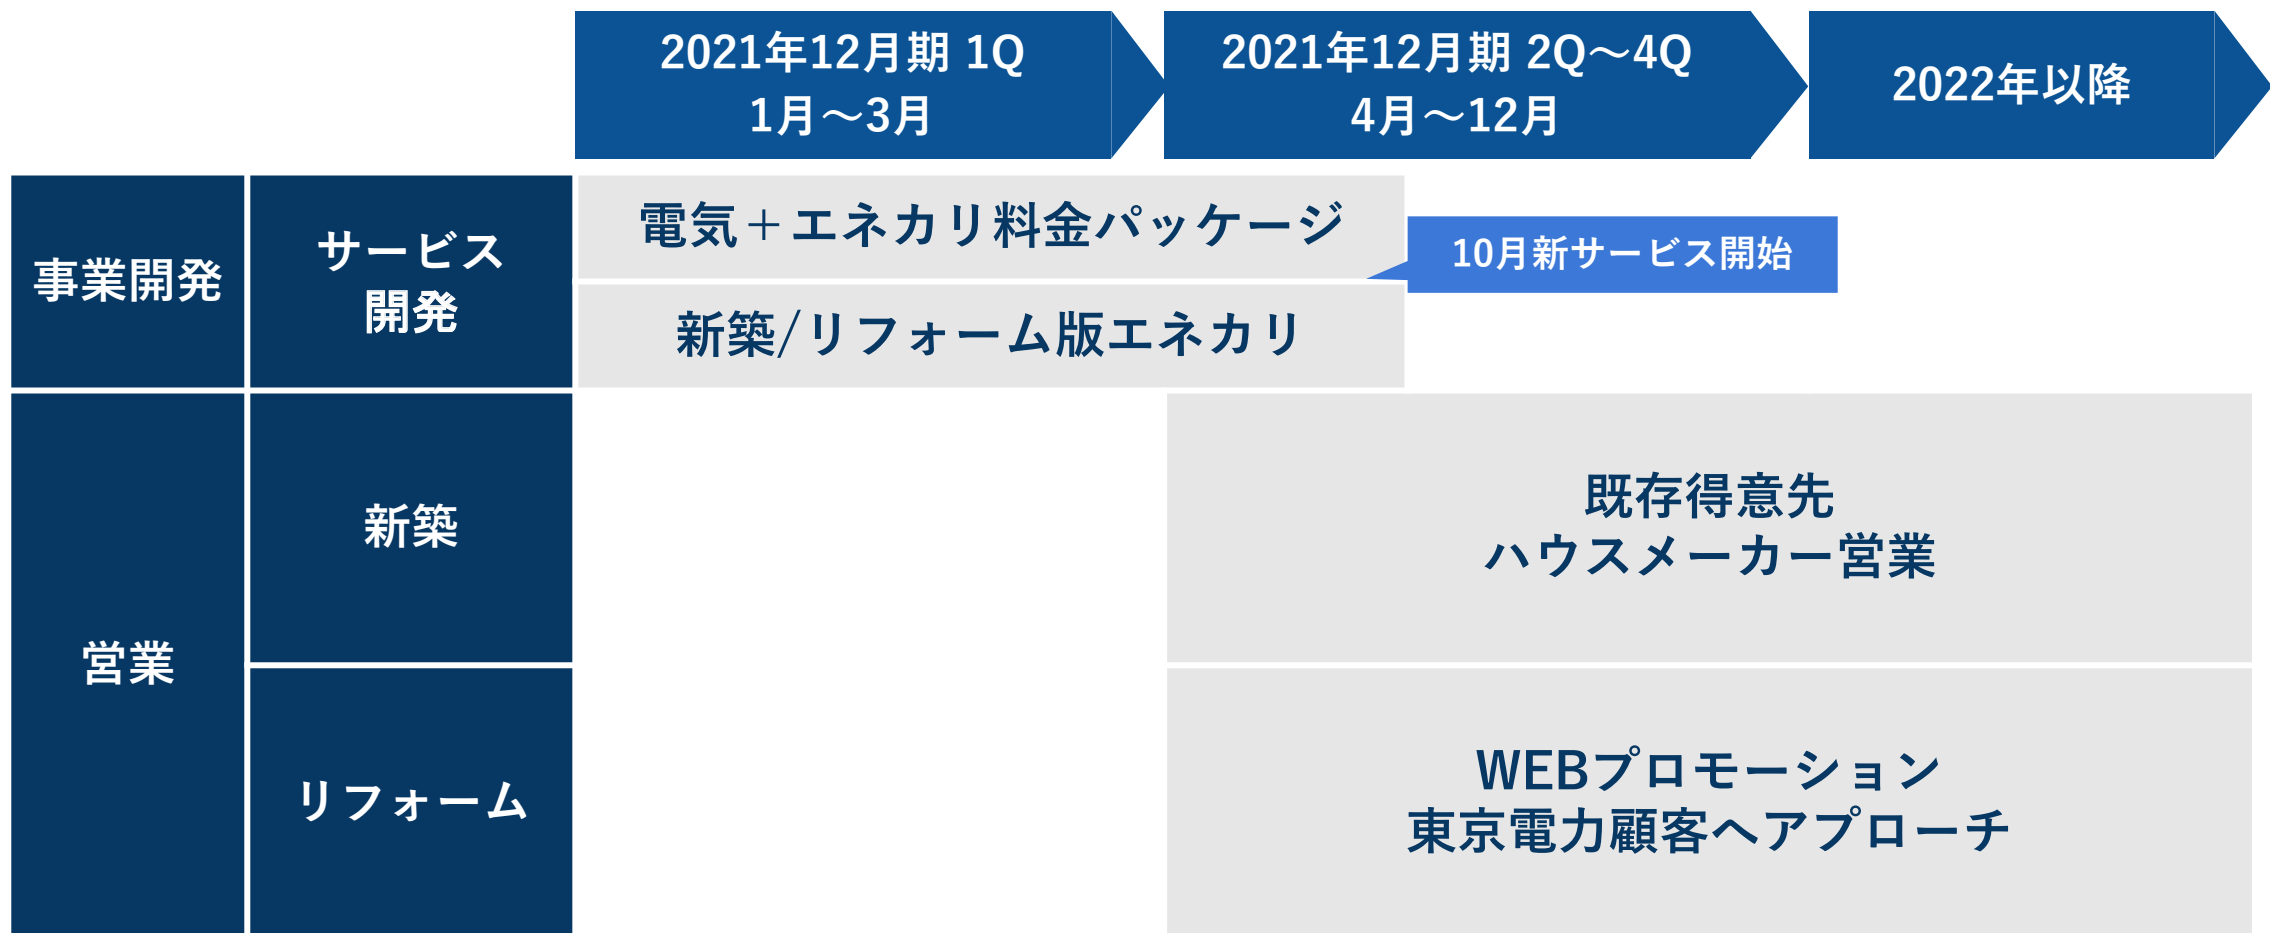 2021年12月期 1Q
1月～3月
2021年12月期 2Q～4Q
4月～12月
2022年以降
事業開発
サービス
開発
電気＋エネカリ料金パッケージ
10月新サービス開始
新築/リフォーム版エネカリ
営業
新築
既存得意先
ハウスメーカー営業
リフォーム
WEBプロモーション
東京電力顧客へアプローチ